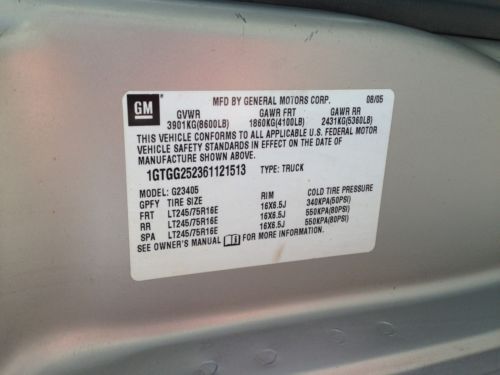 GM
MFD BY GENERAL MOTORS CORP. 08/05
GVWR GAWR FRT GAWR RR
3901KG(8600LB) 1860KG(4100LB) 2431KG(5360LB)
THIS VEHICLE CONFORMS TO ALL APPLICABLE U.S. FEDERAL MOTOR
VEHICLE SAFETY STANDARDS IN EFFECT ON THE DATE OF
MANUFACTURE SHOWN ABOVE.
1GTGG252361121513 TYPE: TRUCK
MODEL: G23405
GPFY TIRE SIZE RIM COLD TIRE PRESSURE
FRT LT245/75R16E 16X6.5J 340KPA(50PSI)
RR LT245/75R16E 16X6.5J 550KPA(80PSI)
SPA LT245/75R16E 16X6.5J 550KPA(80PSI)
SEE OWNER'S MANUAL FOR MORE INFORMATION.